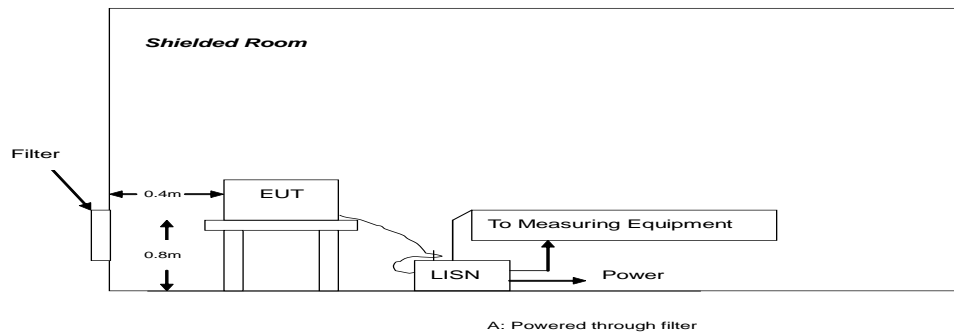 Shielded Room
Filter
0.4m
EUT
To Measuring Equipment
0.8m
LISN
Power
A: Powered through filter